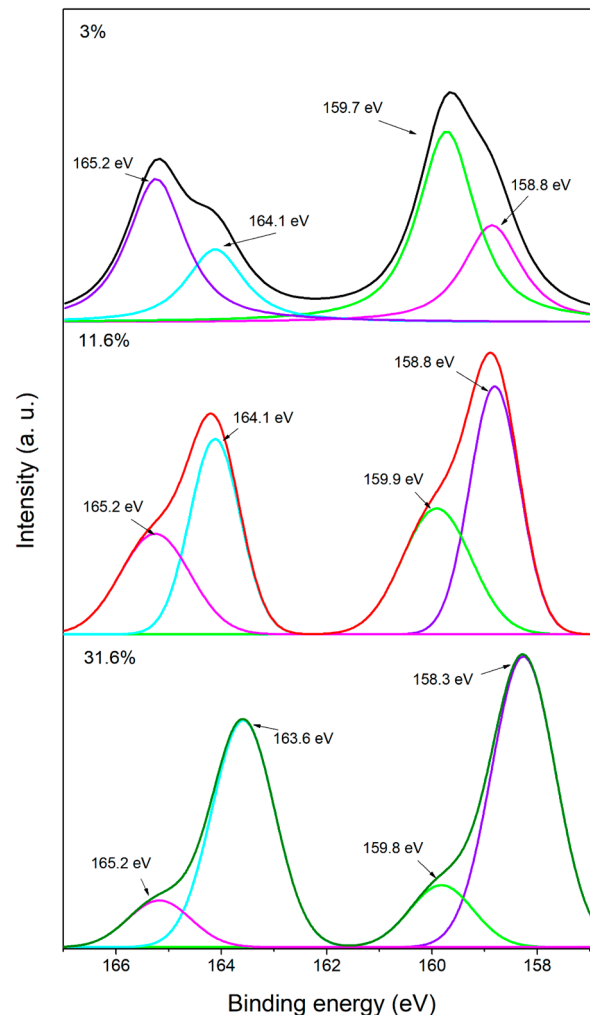 3%
159.7 eV
165.2 eV
158.8 eV
164.1 eV
11.6%
158.8 eV
164.1 eV
159.9 eV
165.2 eV
31.6%
158.3 eV
163.6 eV
159.8 eV
165.2 eV
Intensity (a. u.)
166 164 162 160 158
Binding energy (eV)